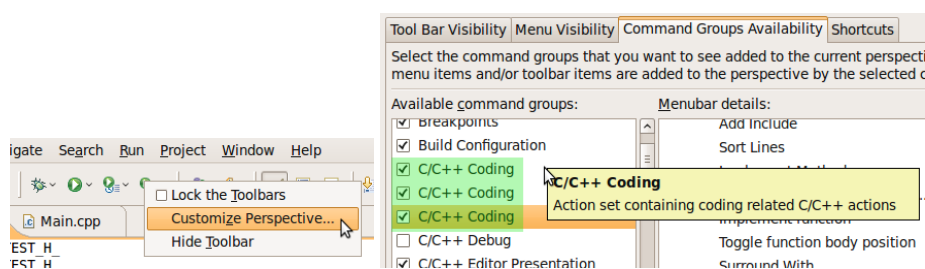 igate Search Run Project Window Help
Lock the Toolbars
Customize Perspective...
Hide Toolbar
Main.cpp
EST_H_
EST_H
Tool Bar Visibility Menu Visibility Command Groups Availability Shortcuts
Select the command groups that you want to see added to the current perspecti
menu items and/or toolbar items are added to the perspective by the selected c
Available command groups:
Breakpoints
Build Configuration
C/C++ Coding
C/C++ Coding
C/C++ Coding
C/C++ Debug
C/C++ Editor Presentation
Menubar details:
Add Include
Sort Lines
C/C++ Coding
Action set containing coding related C/C++ actions
Toggle function body position
Surround With